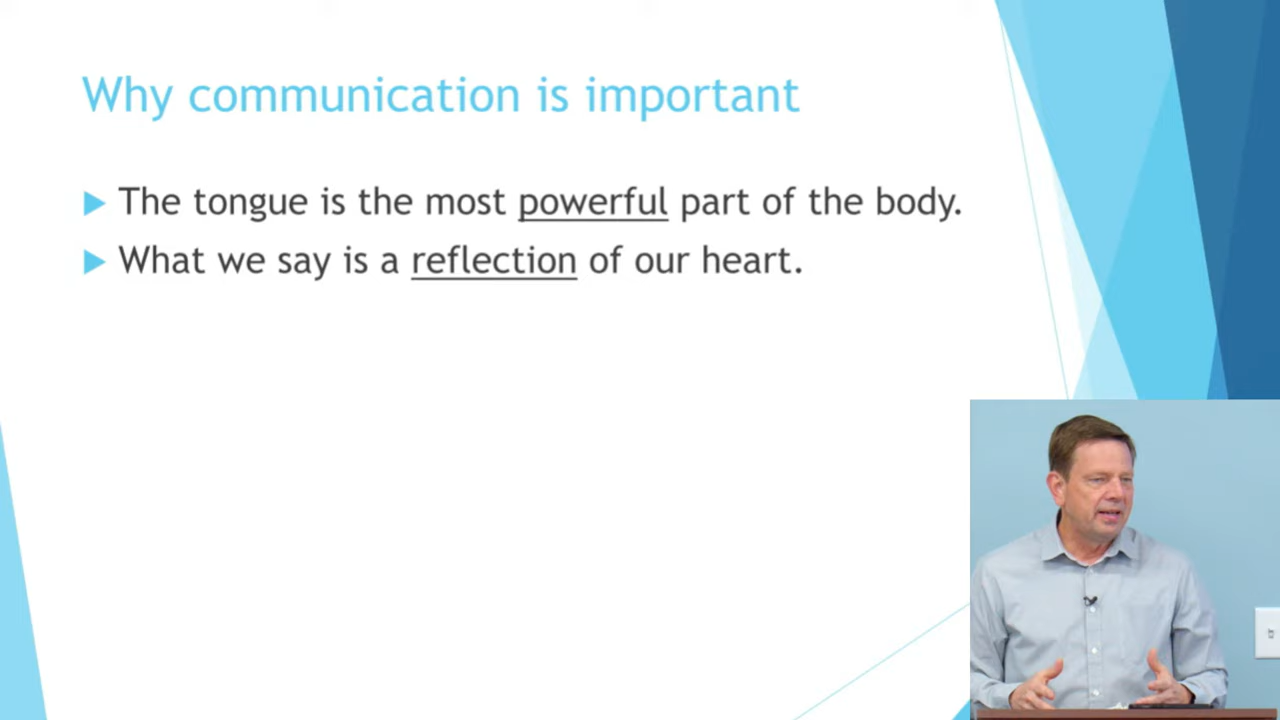 Why communication is important
The tongue is the most powerful part of the body.
What we say is a reflection of our heart.